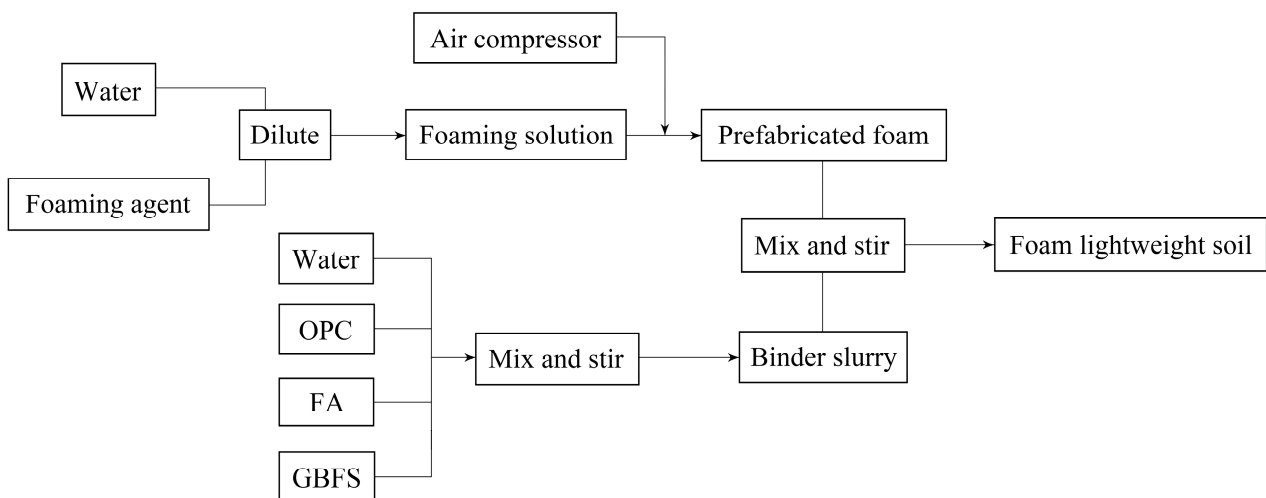 Air compressor
Water
Dilute
Foaming solution
Prefabricated foam
Foaming agent
Water
Mix and stir
Foam lightweight soil
OPC
Mix and stir
Binder slurry
FA
GBFS